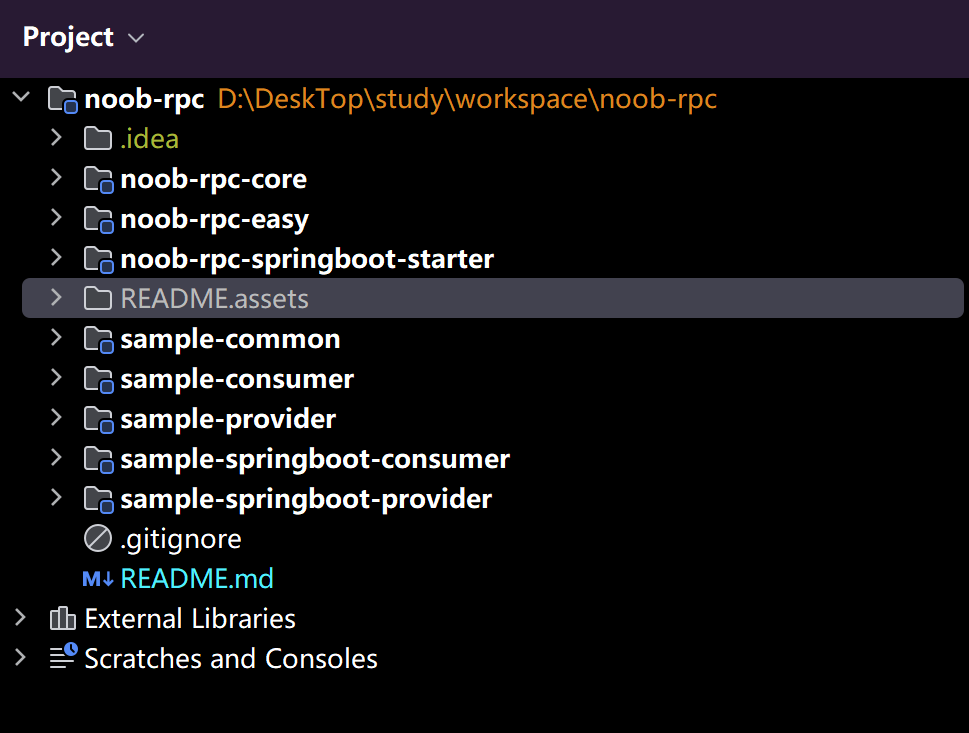 Project
noob-rpc D:\DeskTop\study\workspace\noob-rpc
.idea
noob-rpc-core
noob-rpc-easy
noob-rpc-springboot-starter
README.assets
sample-common
sample-consumer
sample-provider
sample-springboot-consumer
sample-springboot-provider
.gitignore
M↓ README.md
External Libraries
Scratches and Consoles